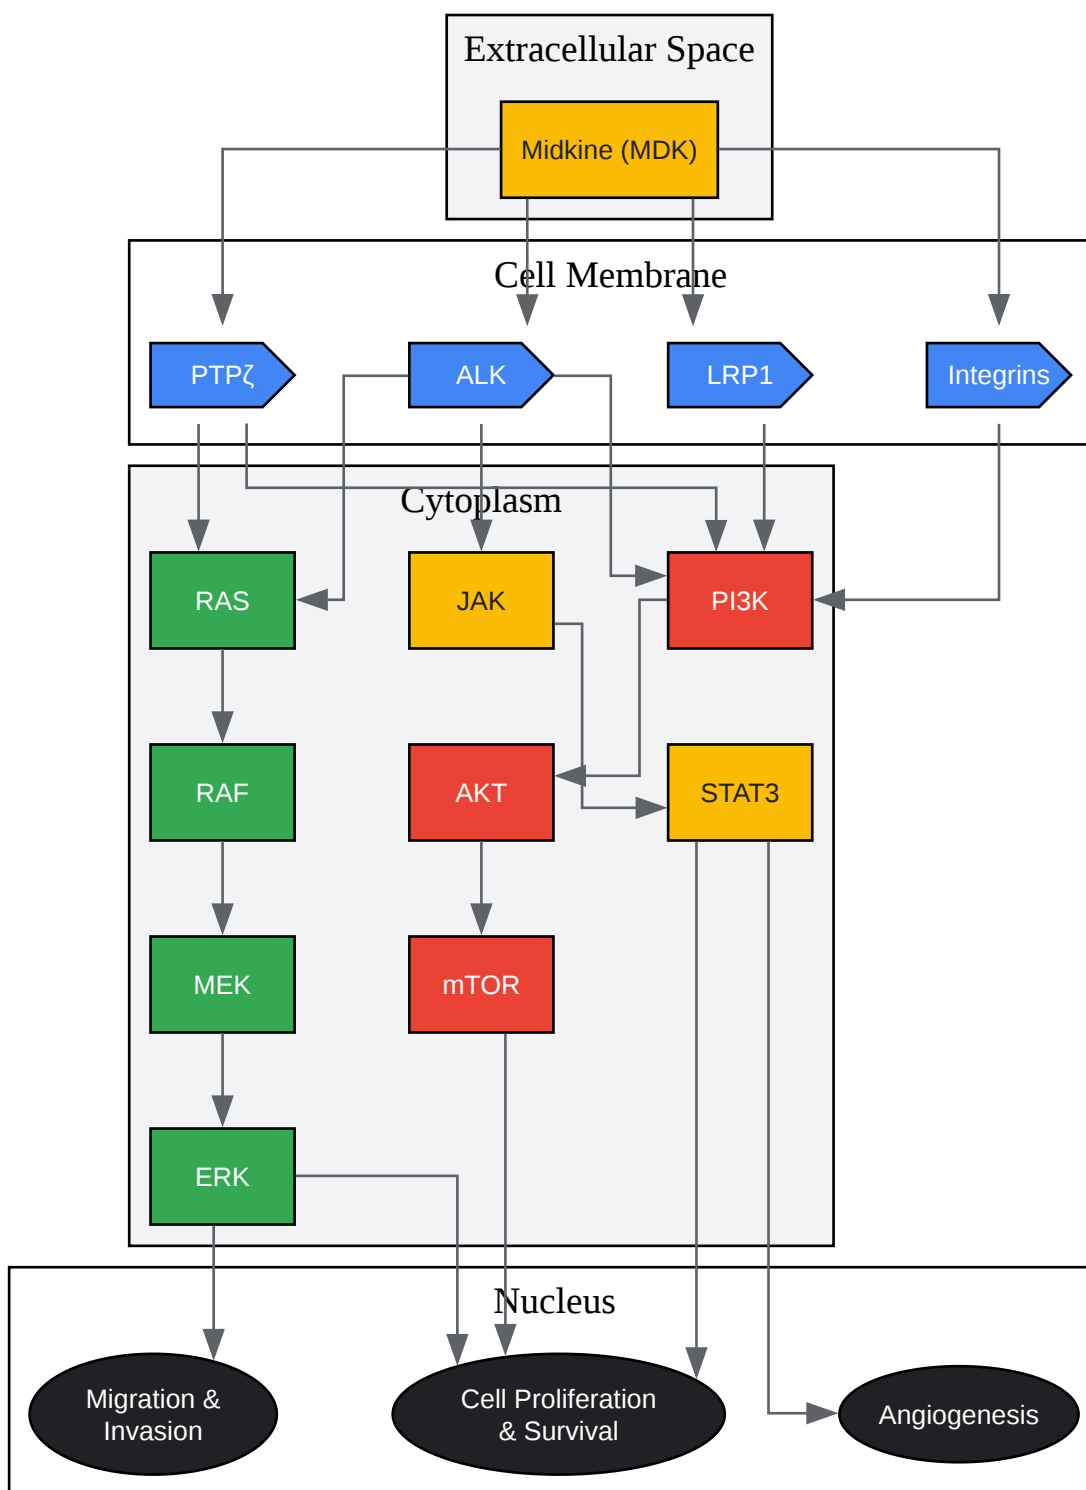 Extracellular Space
Midkine (MDK)
Cell Membrane
PTPζ
ALK
LRP1
Integrins
Cytoplasm
RAS
JAK
PI3K
RAF
AKT
STAT3
MEK
mTOR
ERK
Nucleus
Migration &
Invasion
Cell Proliferation
& Survival
Angiogenesis